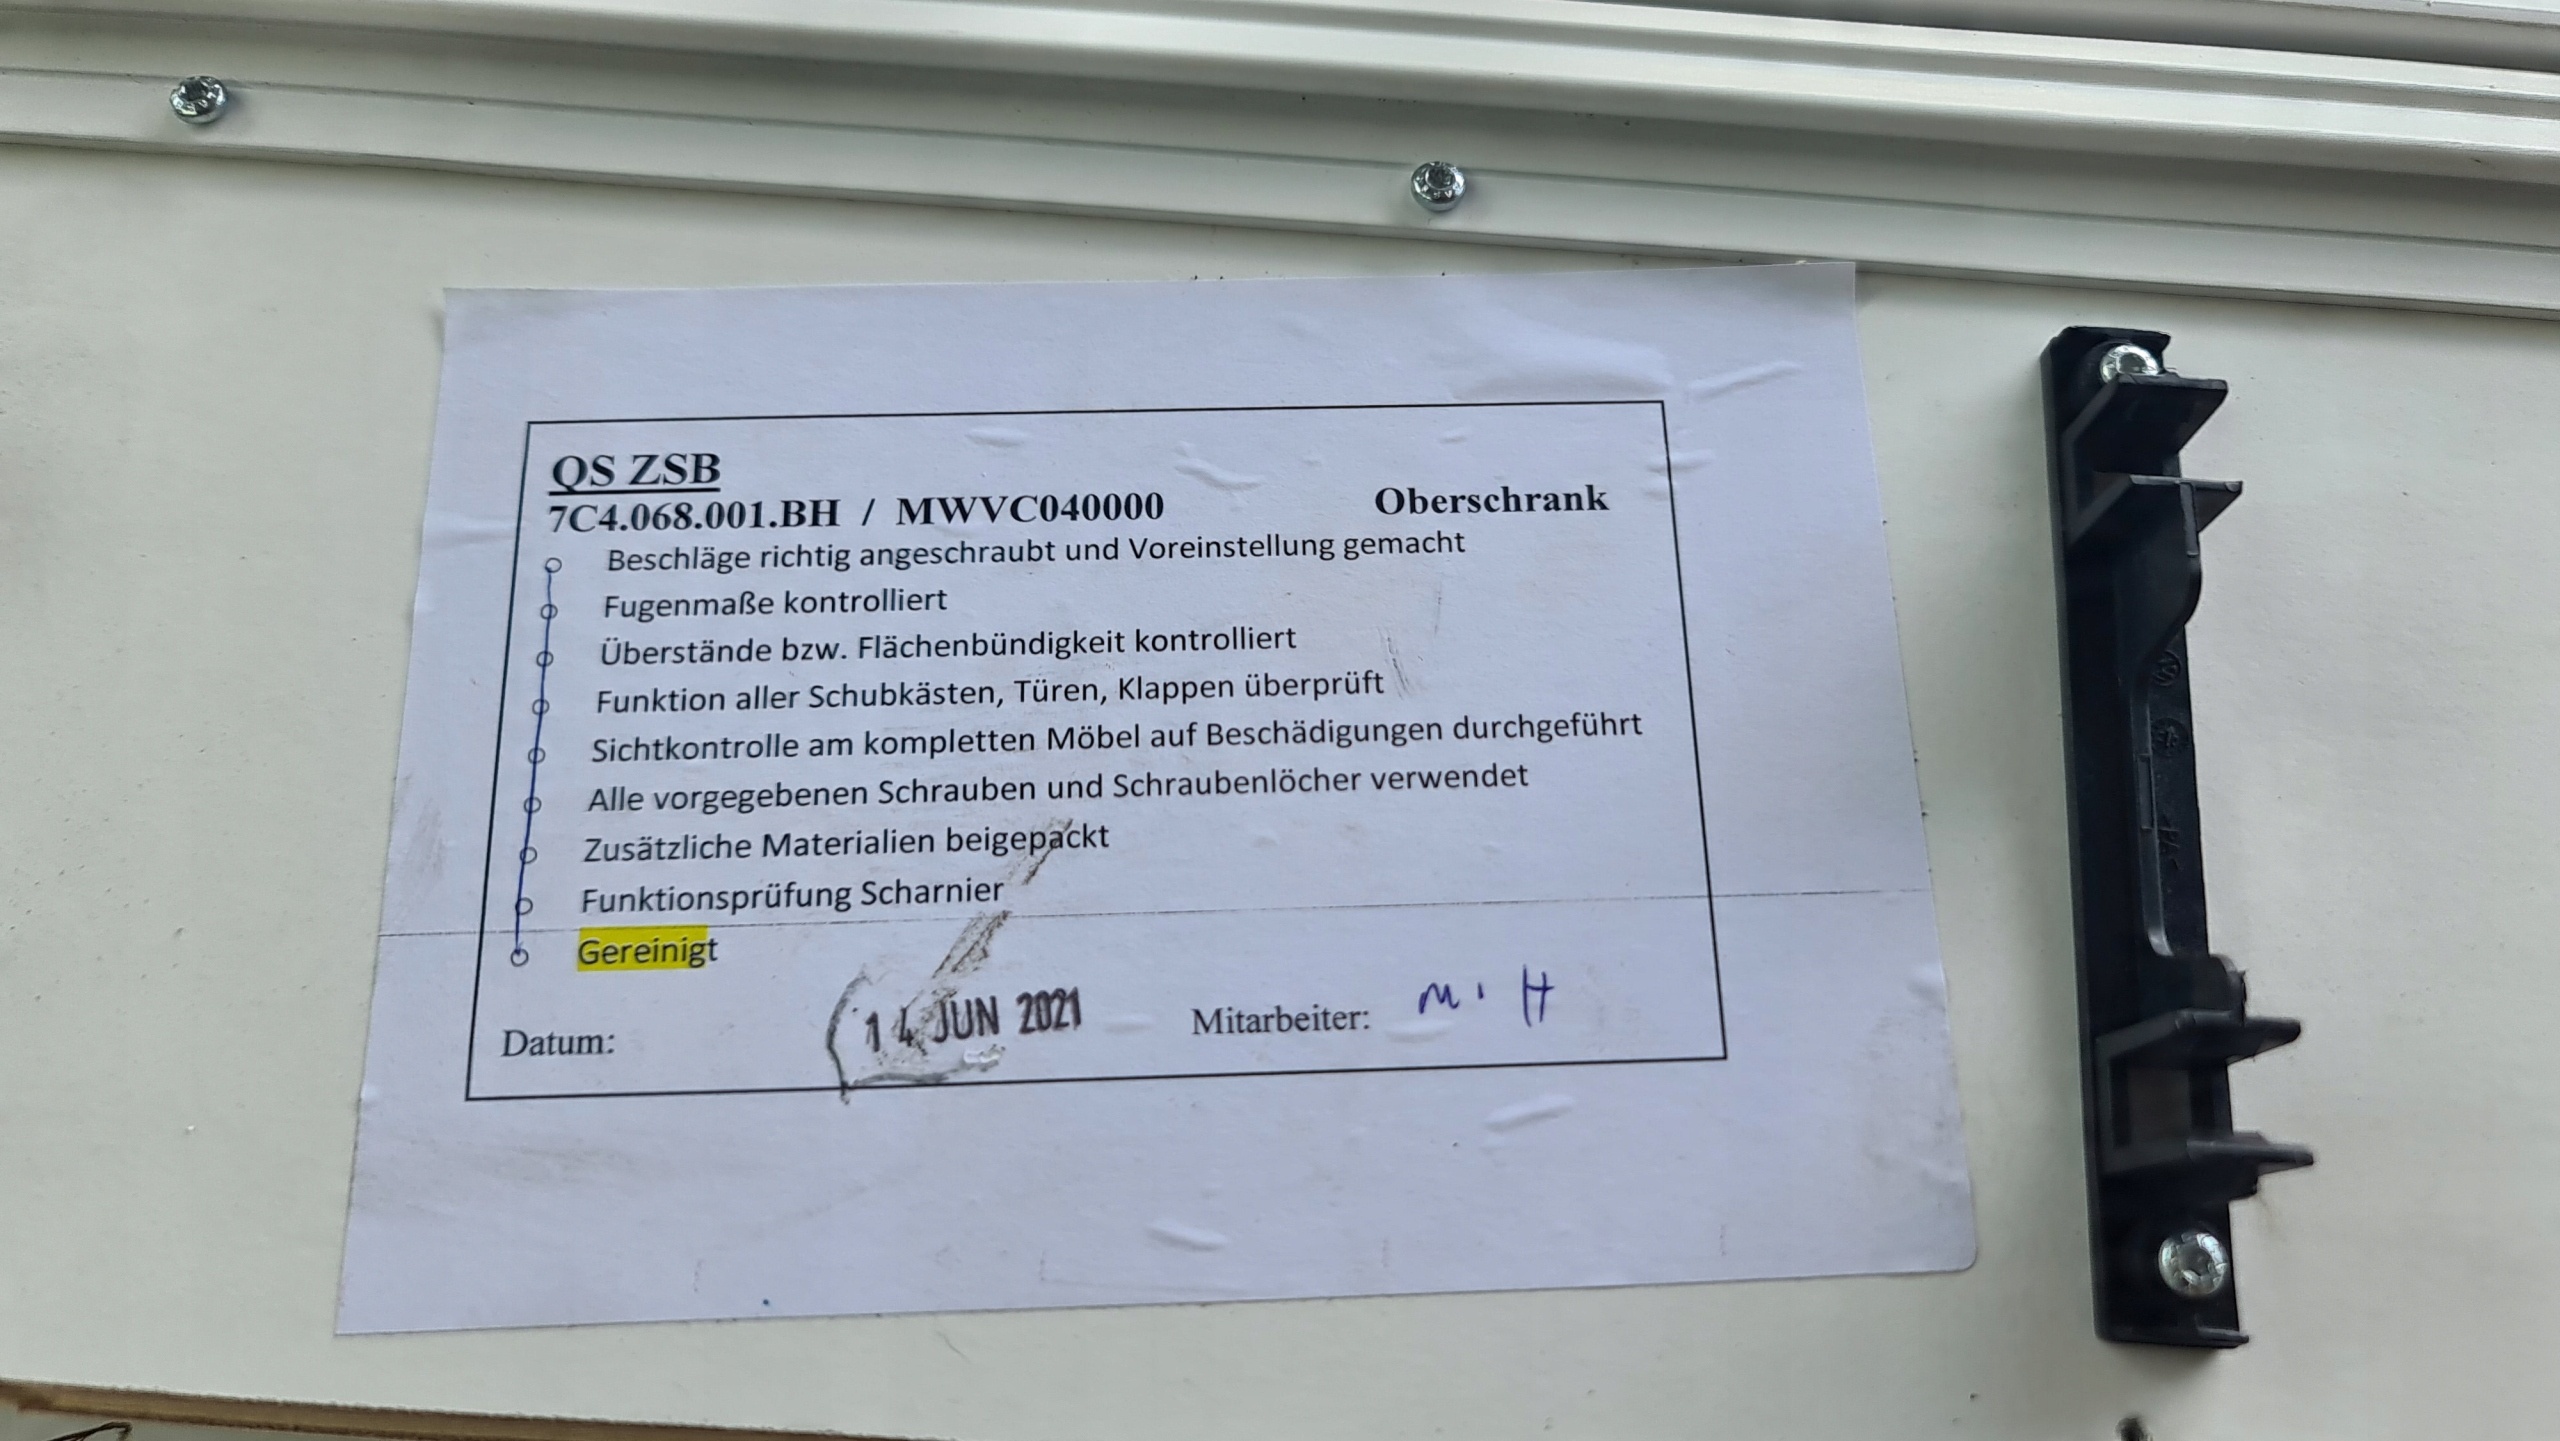 QS ZSB
7C4.068.001.BH / MWVC040000 Oberschrank
Beschläge richtig angeschraubt und Voreinstellung gemacht
Fugenmaße kontrolliert
Überstände bzw. Flächenbündigkeit kontrolliert
Funktion aller Schubkästen, Türen, Klappen überprüft
Sichtkontrolle am kompletten Möbel auf Beschädigungen durchgeführt
Alle vorgegebenen Schrauben und Schraubenlöcher verwendet
Zusätzliche Materialien beigepackt
Funktionsprüfung Scharnier
Gereinigt
Datum: 14 JUN 2021 Mitarbeiter: M. H